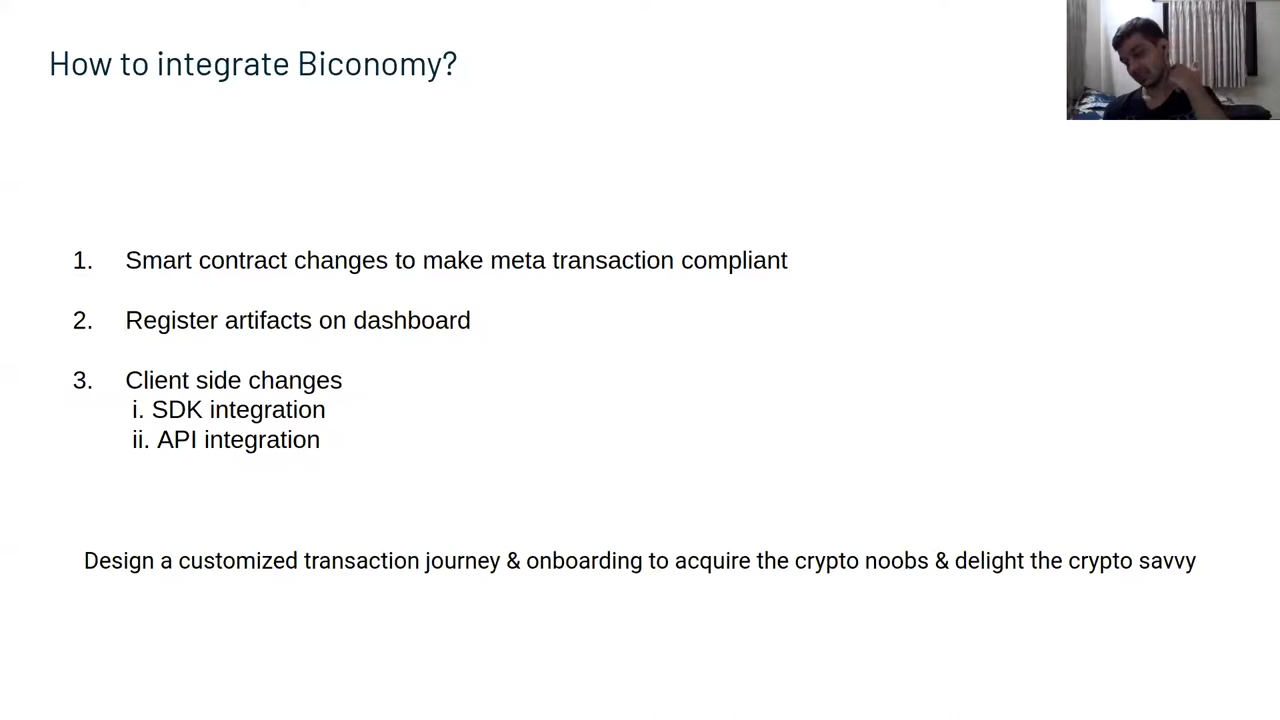 How to integrate Biconomy?
1. Smart contract changes to make meta transaction compliant
2. Register artifacts on dashboard
3. Client side changes
i. SDK integration
ii. API integration
Design a customized transaction journey & onboarding to acquire the crypto noobs & delight the crypto savvy